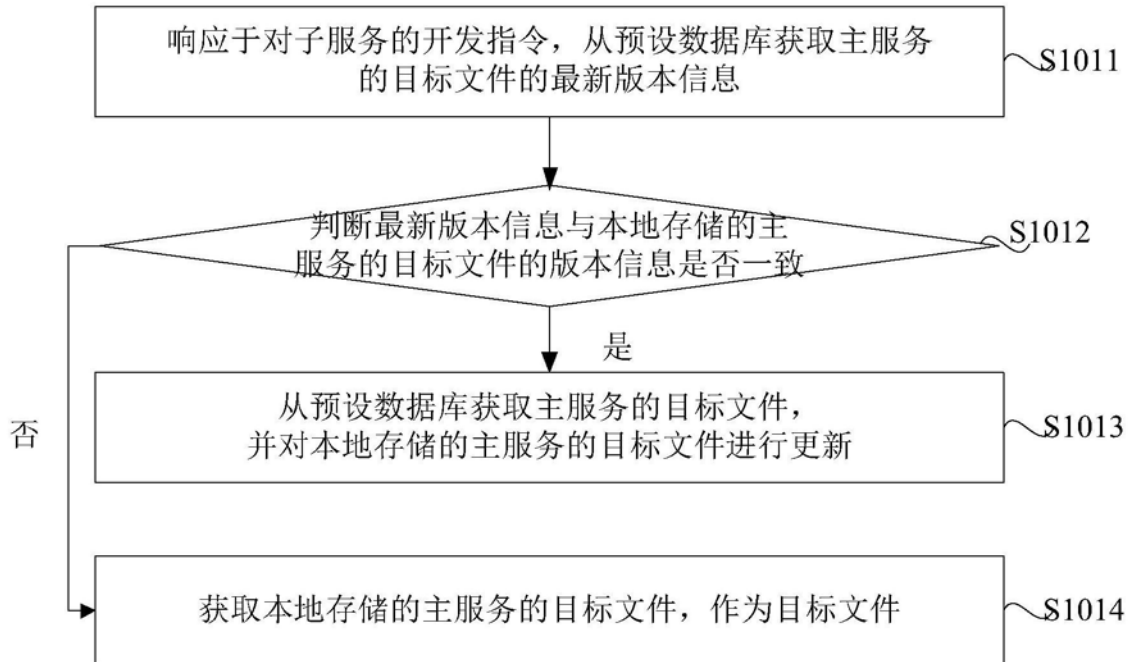 响应于对子服务的开发指令，从预设数据库获取主服务
的目标文件的最新版本信息
S1011
判断最新版本信息与本地存储的主
服务的目标文件的版本信息是否一致
S1012
是
从预设数据库获取主服务的目标文件，
并对本地存储的主服务的目标文件进行更新
S1013
否
获取本地存储的主服务的目标文件，作为目标文件
S1014